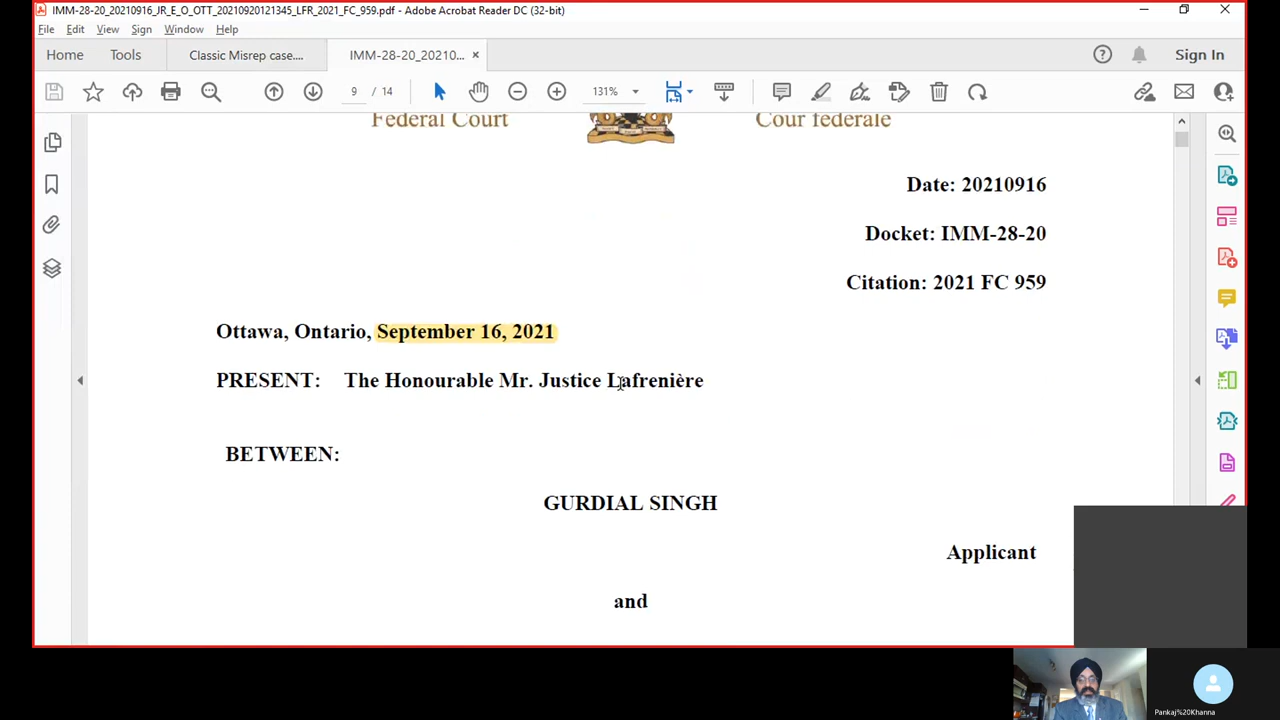 IMM-28-20_20210916_JR_E_O_OTT_20210920121345_LFR_2021_FC_959.pdf - Adobe Acrobat Reader DC (32-bit)
File Edit View Sign Window Help
Home Tools Classic Misrep case.... IMM-28-20_20210... × Sign In
9 / 14 131%
Federal Court Cour fédérale
Date: 20210916
Docket: IMM-28-20
Citation: 2021 FC 959
Ottawa, Ontario, September 16, 2021
PRESENT: The Honourable Mr. Justice Lafrenière
BETWEEN:
GURDIAL SINGH
Applicant
and
Pankaj%20Khanna